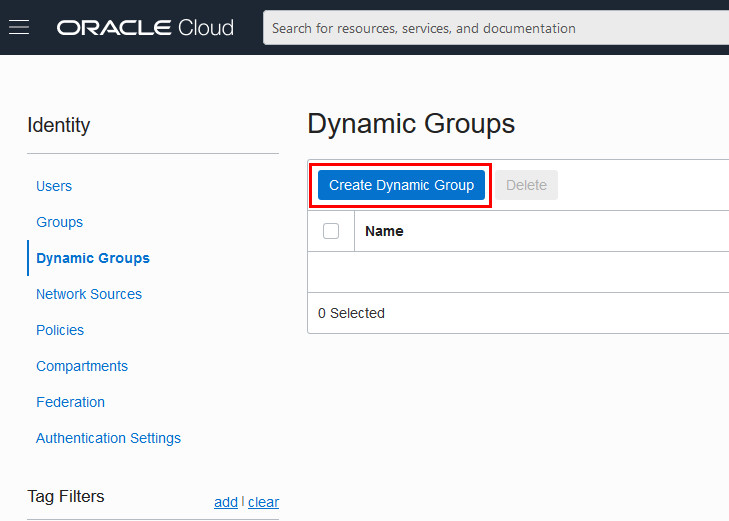 ORACLE Cloud
Search for resources, services, and documentation
Identity
Users
Groups
Dynamic Groups
Network Sources
Policies
Compartments
Federation
Authentication Settings
Tag Filters
add | clear
Dynamic Groups
Create Dynamic Group
Delete
Name
0 Selected